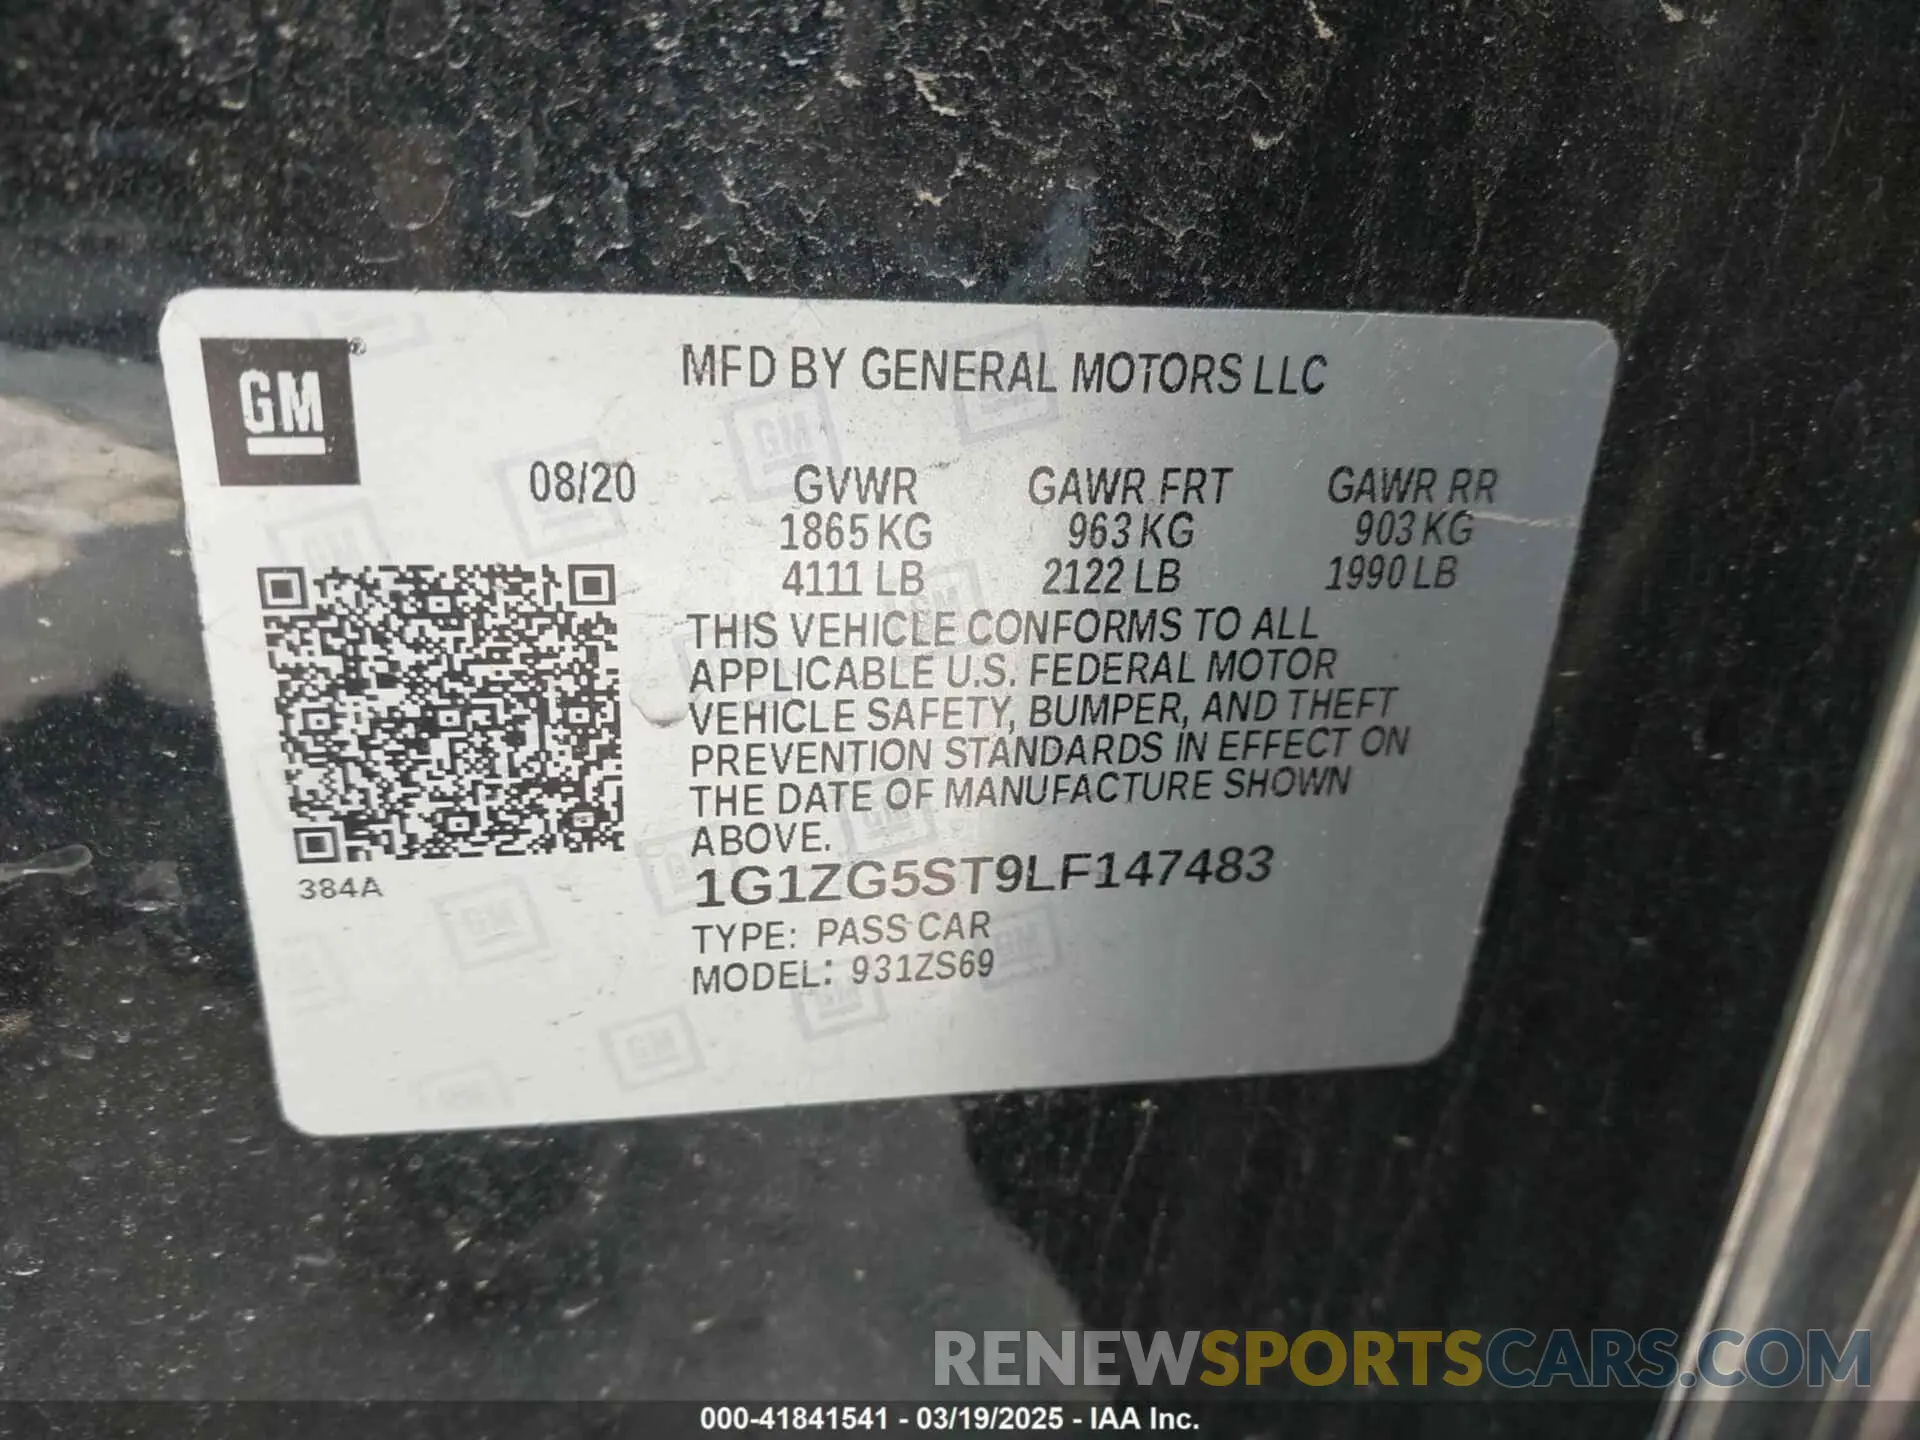 GM®
MFD BY GENERAL MOTORS LLC
08/20 GVWR GAWR FRT GAWR RR
1865 KG 963 KG 903 KG
4111 LB 2122 LB 1990 LB
THIS VEHICLE CONFORMS TO ALL
APPLICABLE U.S. FEDERAL MOTOR
VEHICLE SAFETY, BUMPER, AND THEFT
PREVENTION STANDARDS IN EFFECT ON
THE DATE OF MANUFACTURE SHOWN
ABOVE.
384A
1G1ZG5ST9LF147483
TYPE: PASS CAR
MODEL: 931ZS69
RENEWSPORTSCARS.COM
000-41841541 - 03/19/2025 - IAA Inc.